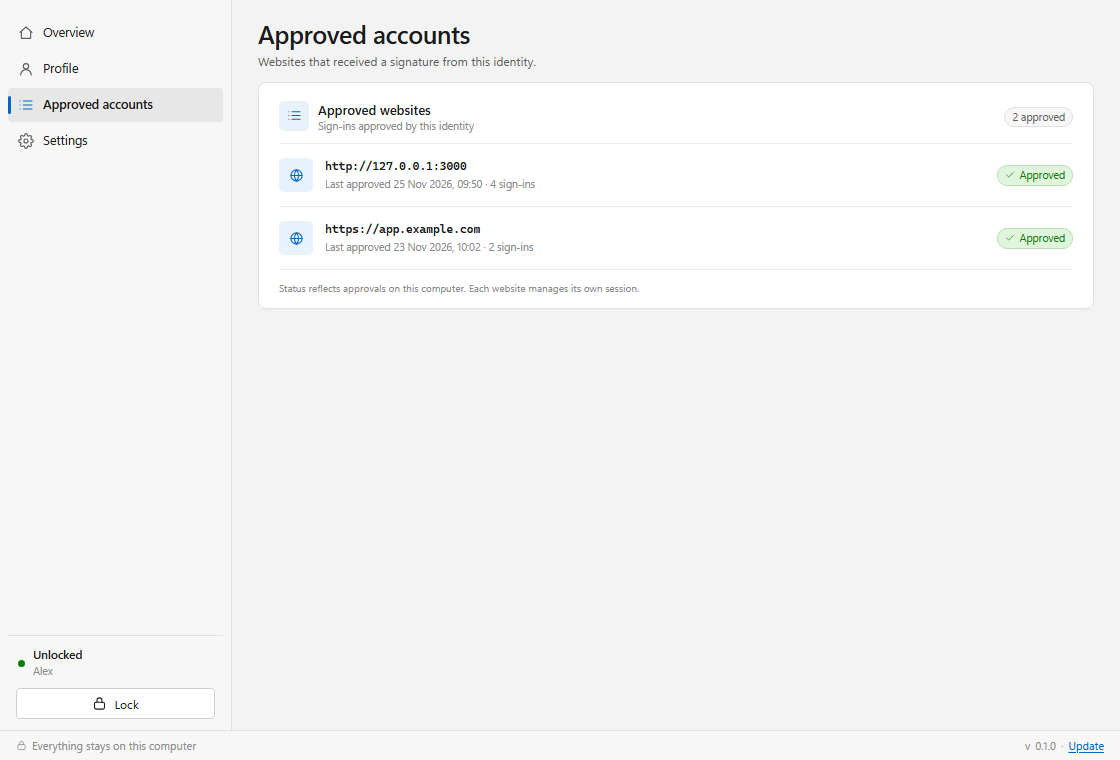 Overview
Profile
Approved accounts
Settings
Unlocked
Alex
Lock
Approved accounts
Websites that received a signature from this identity.
Approved websites
Sign-ins approved by this identity
2 approved
http://127.0.0.1:3000
Last approved 25 Nov 2026, 09:50 · 4 sign-ins
Approved
https://app.example.com
Last approved 23 Nov 2026, 10:02 · 2 sign-ins
Approved
Status reflects approvals on this computer. Each website manages its own session.
Everything stays on this computer
v 0.1.0 · Update